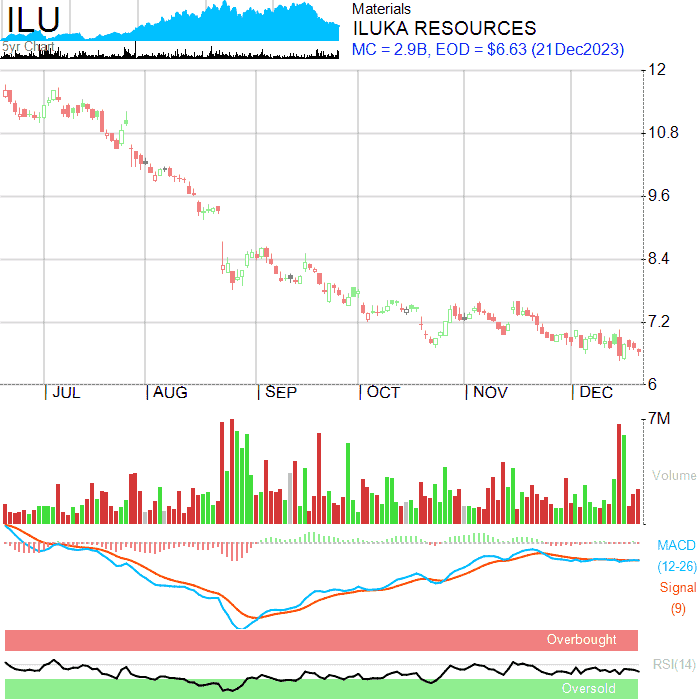 ILU
5yr Chart
Materials
ILUKA RESOURCES
MC = 2.9B, EOD = $6.63 (21Dec2023)
12
10.8
9.6
8.4
7.2
6
JUL AUG SEP OCT NOV DEC
7M
Volume
MACD
(12-26)
Signal
(9)
Overbought
RSI(14)
Oversold